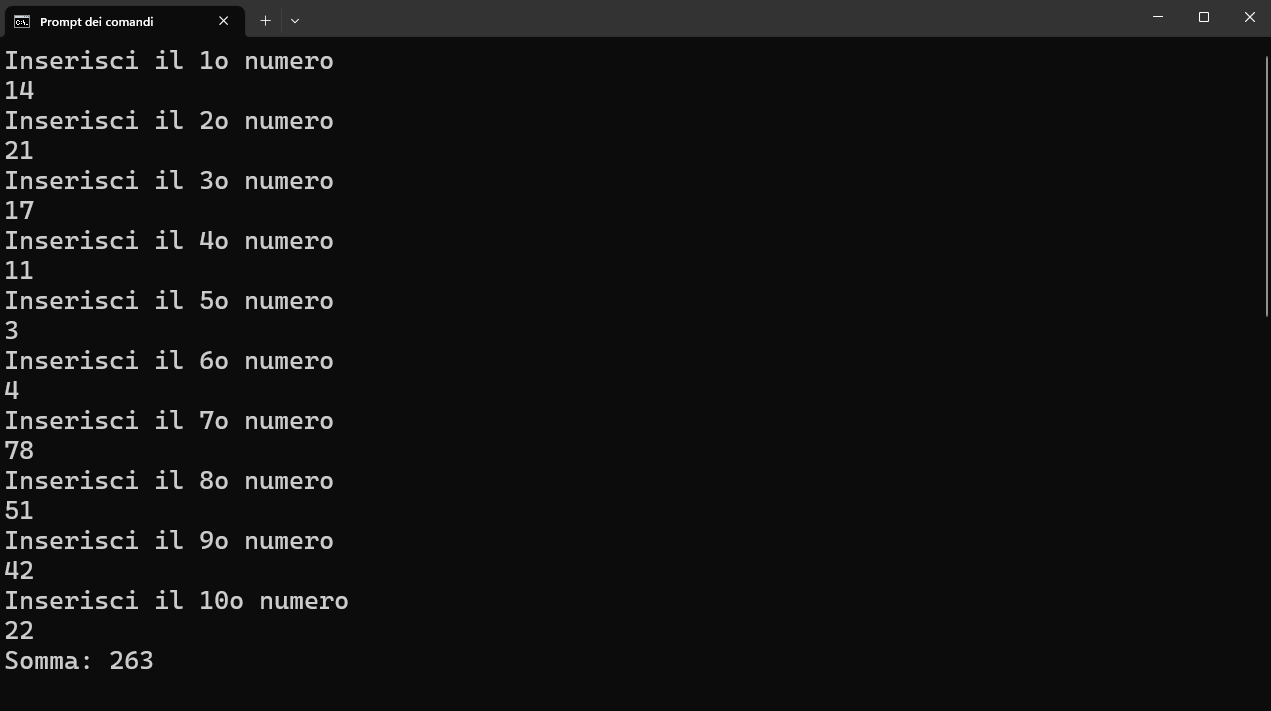 Prompt dei comandi
Inserisci il 1o numero
14
Inserisci il 2o numero
21
Inserisci il 3o numero
17
Inserisci il 4o numero
11
Inserisci il 5o numero
3
Inserisci il 6o numero
4
Inserisci il 7o numero
78
Inserisci il 8o numero
51
Inserisci il 9o numero
42
Inserisci il 10o numero
22
Somma: 263